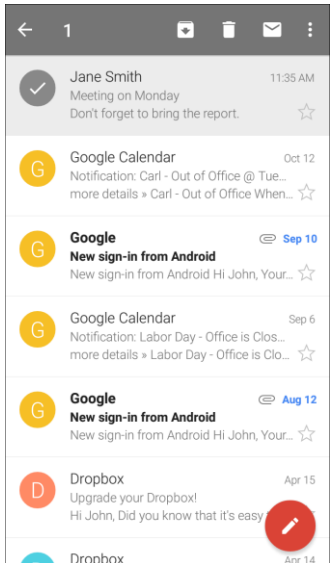 1
Jane Smith 11:35 AM
Meeting on Monday
Don't forget to bring the report.
G Google Calendar Oct 12
Notification: Carl - Out of Office @ Tue...
more details » Carl - Out of Office When...
G Google Sep 10
New sign-in from Android
New sign-in from Android Hi John, Your...
G Google Calendar Sep 6
Notification: Labor Day - Office is Clos...
more details » Labor Day - Office is Clo...
G Google Aug 12
New sign-in from Android
New sign-in from Android Hi John, Your...
D Dropbox Apr 15
Upgrade your Dropbox!
Hi John, Did you know that it's easy
Dropbox Apr 14